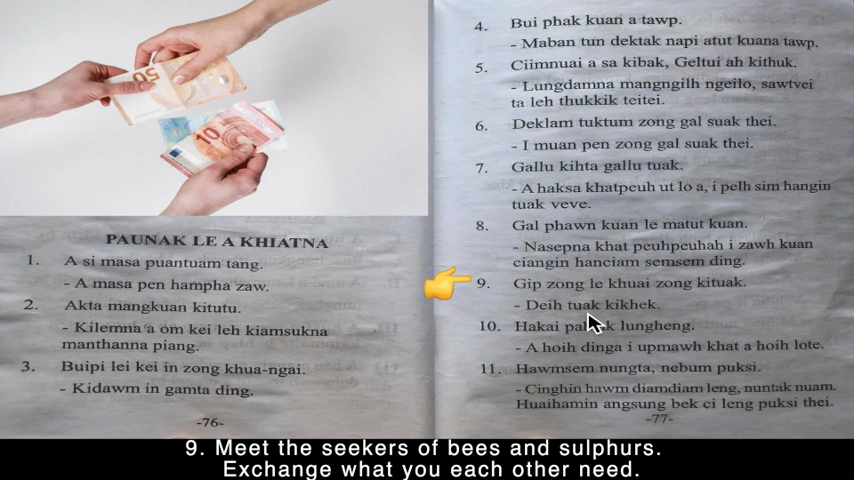 PAUNAK LE A KHIATNA
1. A si masa puantuam tang.
- A masa pen hampha zaw.
2. Akta mangkuan kitutu.
- Kilemna a om kei leh kiamsukna
manthanna piang.
3. Buipi lei kei in zong khua-ngai.
- Kidawm in gamta ding.
-76-
4. Bui phak kuan a tawp.
- Maban tun dektak napi atut kuana tawp.
5. Ciimnuai a sa kibak, Geltui ah kithuk.
- Lungdamna mangngilh ngeilo, sawtvei
ta leh thukkik teitei.
6. Deklam tuktum zong gal suak thei.
- I muan pen zong gal suak thei.
7. Gallu kihta gallu tuak.
- A haksa khatpeuh ut lo a, i pelh sim hangin
tuak veve.
8. Gal phawn kuan le matut kuan.
- Nasepna khat peuhpeuhah i zawh kuan
ciangin hanciam semsem ding.
9. Gip zong le khuai zong kituak.
- Deih tuak kikhek.
10. Hakai lungheng.
- A hoih dinga i upmawh khat a hoih lote.
11. Hawmsem nungta, nebum puksi.
- Cinghin hawm diamdiam leng, nuntak nuam.
Huaihamin angsung bek ci leng puksi thei.
-77-
50
10
9. Meet the seekers of bees and sulphurs.
Exchange what you each other need.